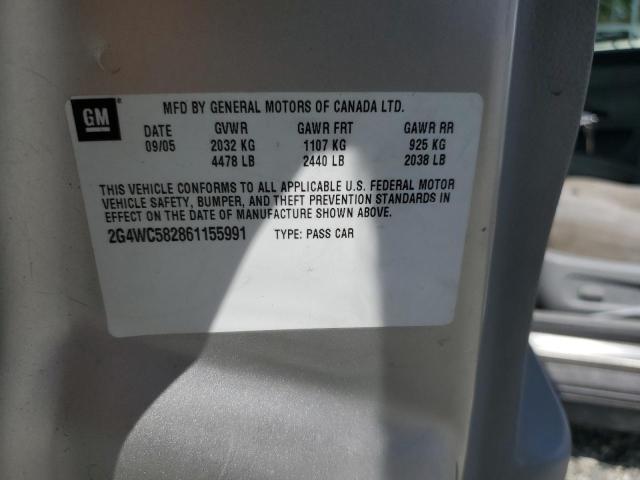 GM
MFD BY GENERAL MOTORS OF CANADA LTD.
DATE GVWR GAWR FRT GAWR RR
09/05 2032 KG 1107 KG 925 KG
4478 LB 2440 LB 2038 LB
THIS VEHICLE CONFORMS TO ALL APPLICABLE U.S. FEDERAL MOTOR
VEHICLE SAFETY, BUMPER, AND THEFT PREVENTION STANDARDS IN
EFFECT ON THE DATE OF MANUFACTURE SHOWN ABOVE.
2G4WC582861155991 TYPE: PASS CAR